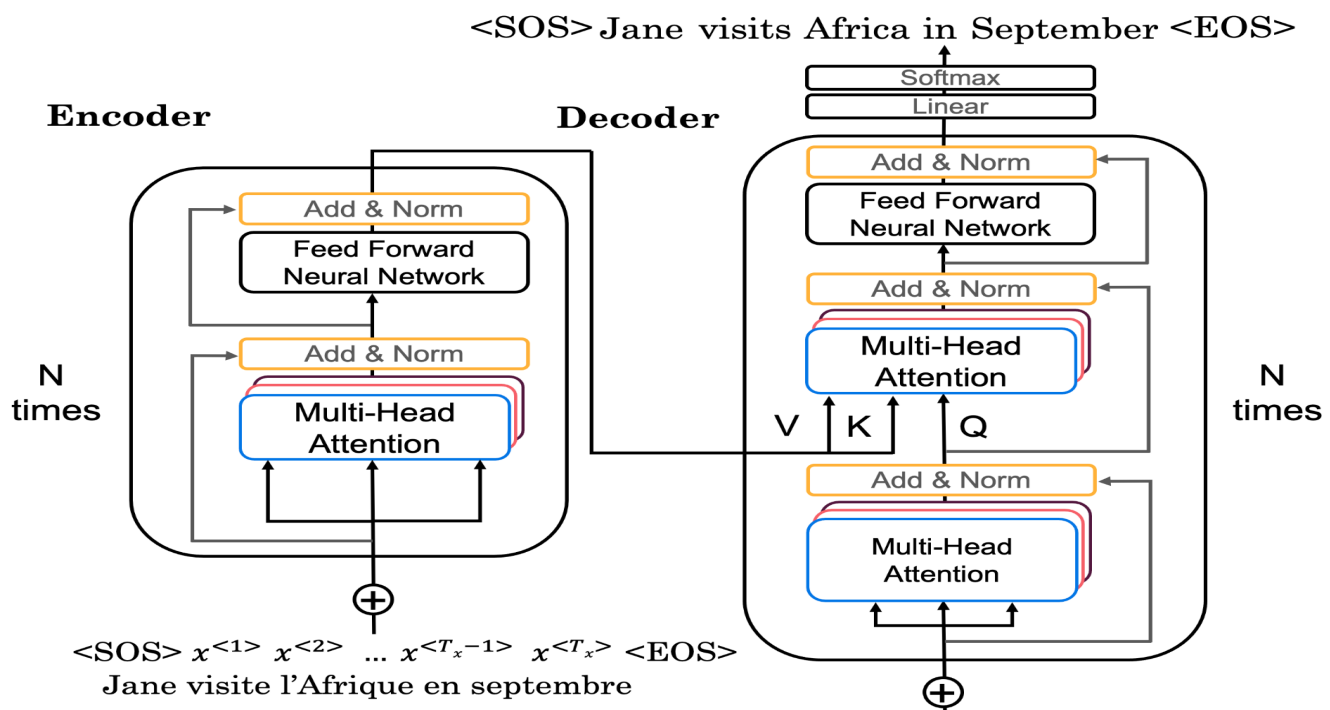 <SOS> Jane visits Africa in September <EOS>
Softmax
Linear
Encoder
Decoder
Add & Norm
Feed Forward
Neural Network
Add & Norm
Multi-Head
Attention
N
times
<SOS> x<1> x<2> ... x<Tx-1> x<Tx> <EOS>
Jane visite l'Afrique en septembre
Add & Norm
Feed Forward
Neural Network
Add & Norm
Multi-Head
Attention
V K Q
Add & Norm
Multi-Head
Attention
N
times